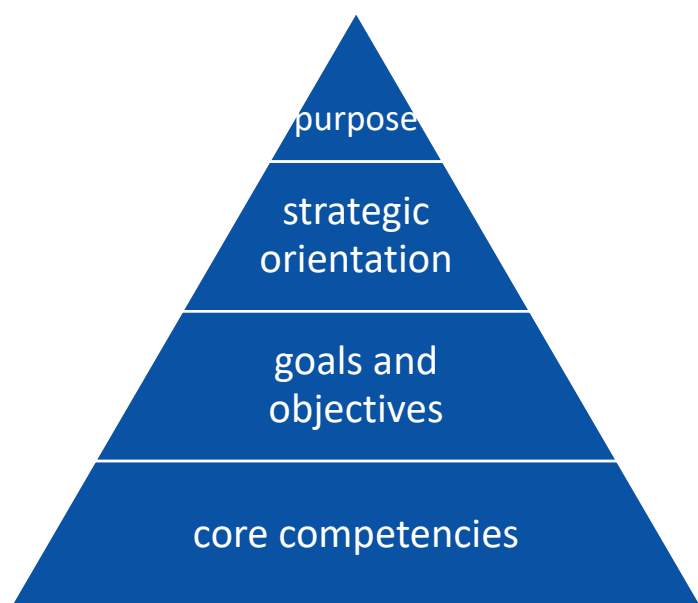 purpose
strategic
orientation
goals and
objectives
core competencies